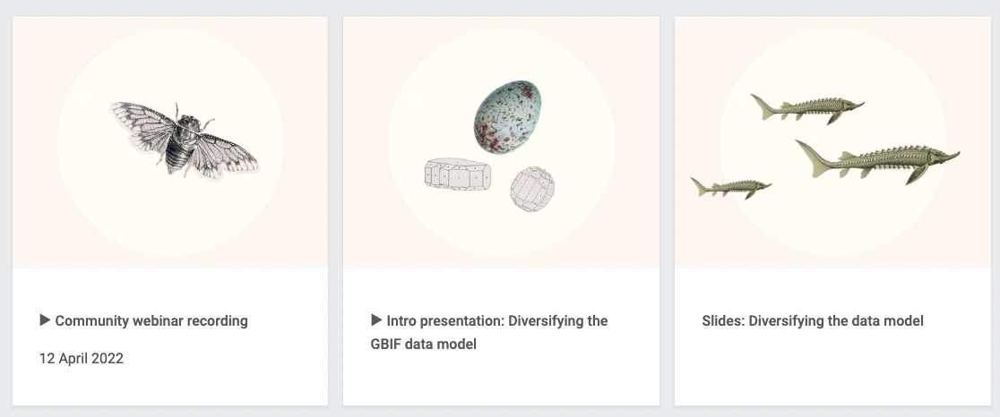 ▶ Community webinar recording
12 April 2022
▶ Intro presentation: Diversifying the
GBIF data model
Slides: Diversifying the data model